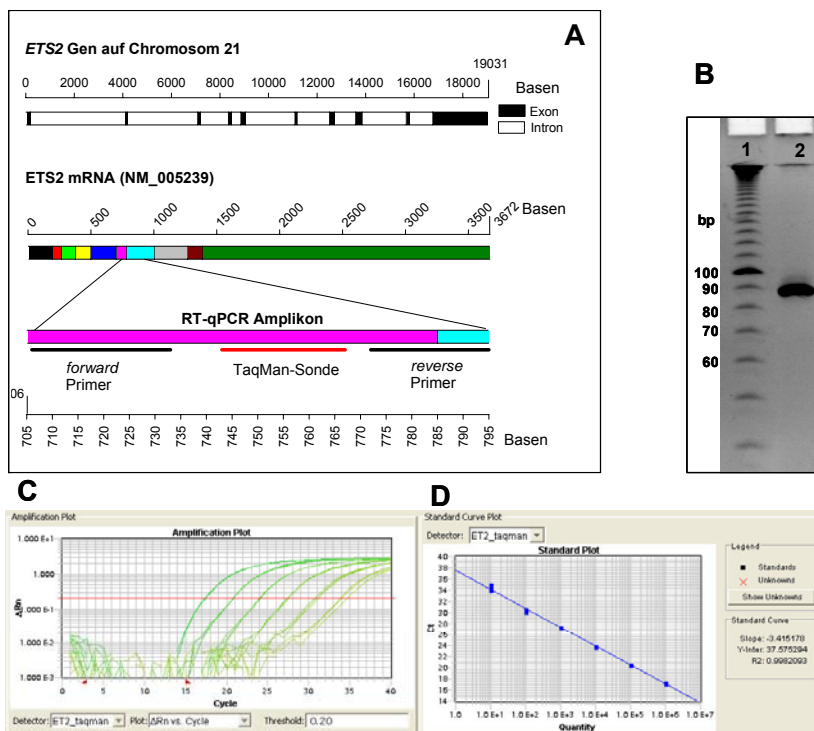 A
ETS2 Gen auf Chromosom 21
19031
0 2000 4000 6000 8000 10000 12000 14000 16000 18000 Basen
Exon
Intron
ETS2 mRNA (NM_005239)
0 500 1000 1500 2000 2500 3000 3500 3672 Basen
RT-qPCR Amplikon
forward Primer
TaqMan-Sonde
reverse Primer
06
705 710 715 720 725 730 735 740 745 750 755 760 765 770 775 780 785 790 795 Basen
B
1 2
bp
100
90
80
70
60
C
Amplification Plot
Amplification Plot
1.000 E+1
1.000
1.000 E-1
1.000 E-2
1.000 E-3
ΔRn
0 5 10 15 20 25 30 35 40
Cycle
Detector: ET2_taqman Plot: ΔRn vs. Cycle Threshold: 0.20
D
Standard Curve Plot
Detector: ET2_taqman
Standard Plot
40
38
36
34
32
30
28
26
24
22
20
18
16
14
Ct
1.0 1.0 E+1 1.0 E+2 1.0 E+3 1.0 E+4 1.0 E+5 1.0 E+6 1.0 E+7
Quantity
Legend
Standards
Unknowns
Show Unknowns
Standard Curve
Slope: -3.415178
Y-Inter: 37.575294
R2: 0.9982093